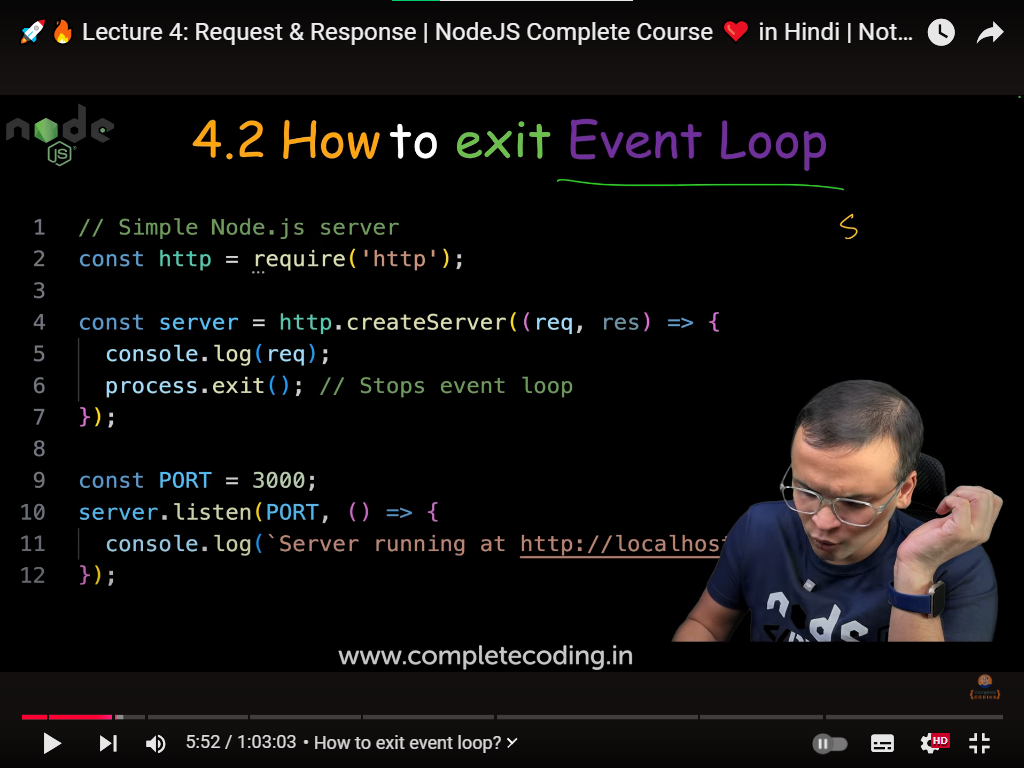 🚀🔥 Lecture 4: Request & Response | NodeJS Complete Course ❤️ in Hindi | Not...
node
JS
4.2 How to exit Event Loop
S
1 // Simple Node.js server
2 const http = require('http');
3
4 const server = http.createServer((req, res) => {
5 console.log(req);
6 process.exit(); // Stops event loop
7 });
8
9 const PORT = 3000;
10 server.listen(PORT, () => {
11 console.log(`Server running at http://localhost
12 });
www.completecoding.in
5:52 / 1:03:03 • How to exit event loop?
HD